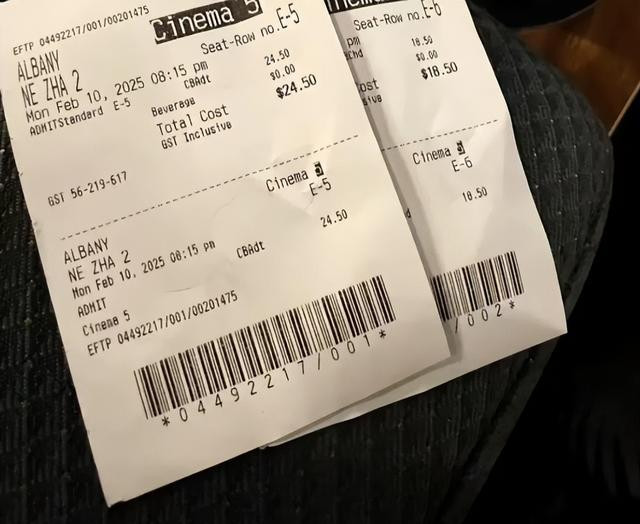 EFTP 04492217/001/00201475
Cinema 5
ALBANY
Seat-Row no. E-5
NE ZHA 2
Mon Feb 10, 2025 08:15 pm
CBAdt 24.50
ADMITStandard E-5
Beverage $0.00
Total Cost $24.50
GST Inclusive
GST 56-219-617
Cinema 5
E-5
ALBANY
NE ZHA 2
Mon Feb 10, 2025 08:15 pm
CBAdt 24.50
ADMIT
Cinema 5
EFTP 04492217/001/00201475
*04492217/001*
Seat-Row no. E-6
pm
18.50
$0.00
$18.50
Cinema
E-6
18.50
/002*